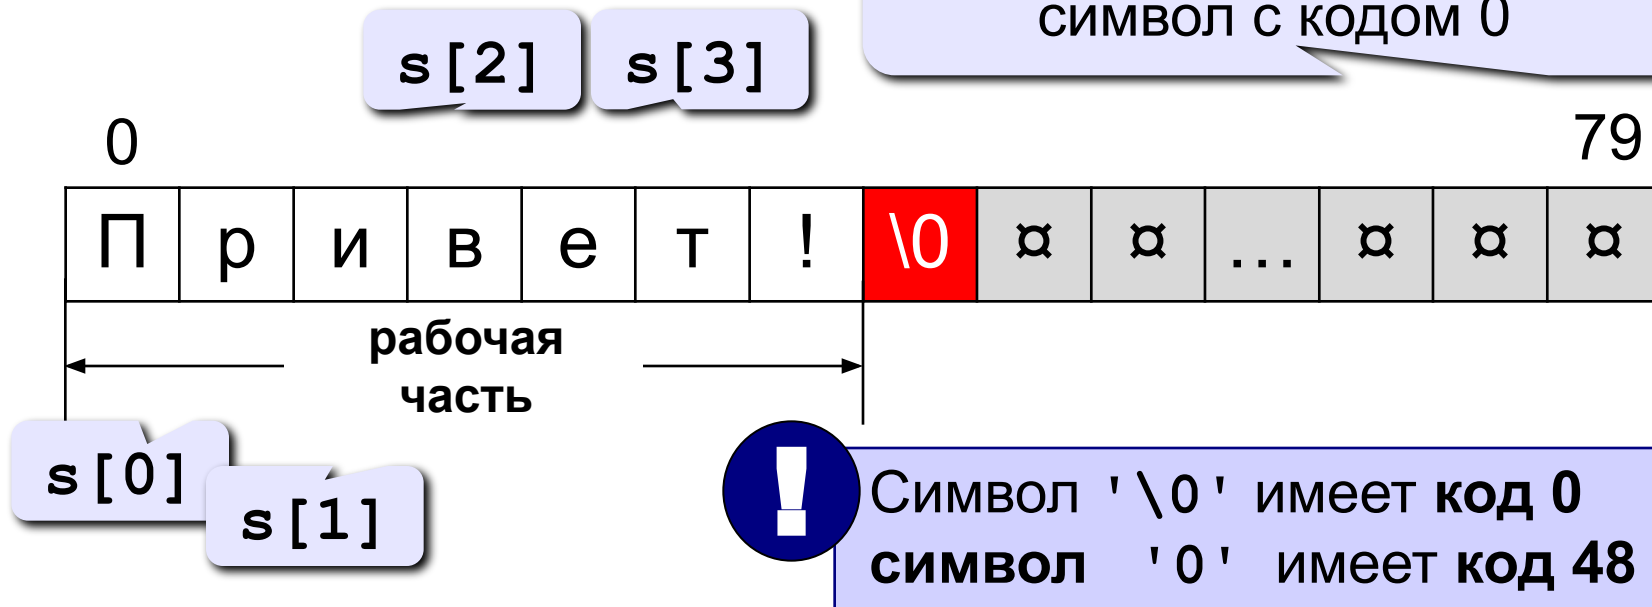 символ с кодом 0
s[2] s[3]
0 79
П р и в е т ! \0 ¤ ¤ … ¤ ¤ ¤
рабочая
часть
s[0]
s[1]
!
Символ '\0' имеет код 0
символ '0' имеет код 48